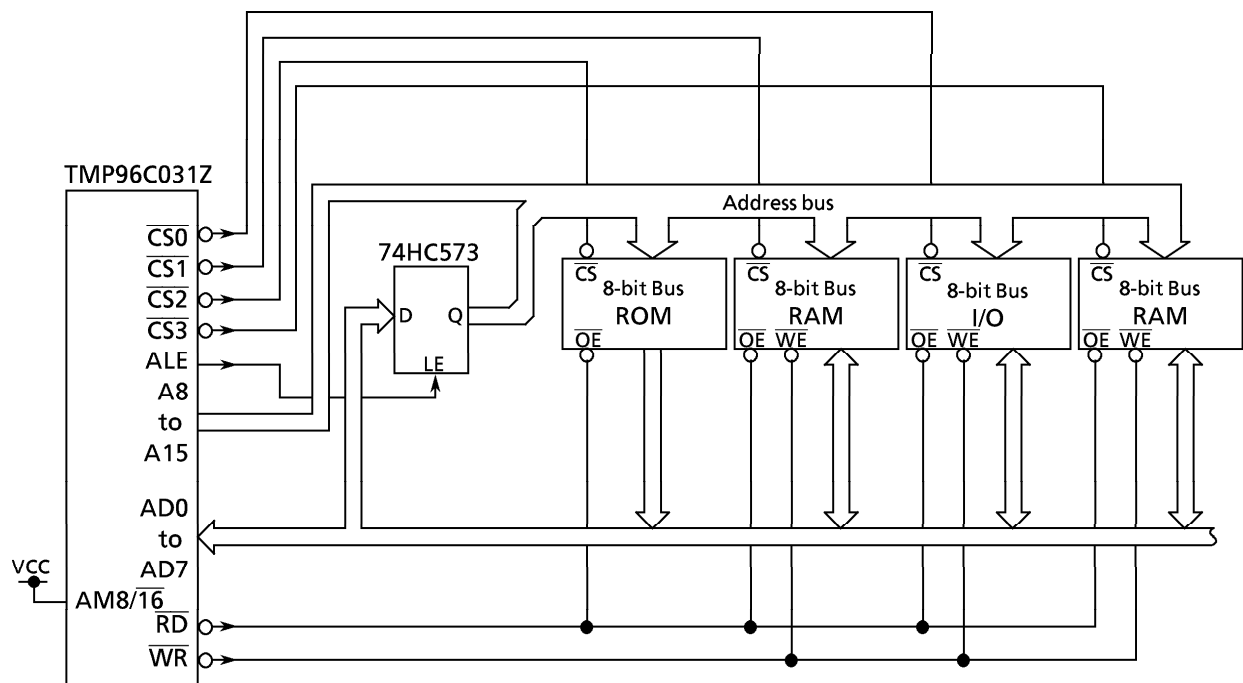 TMP96C031Z
CS0
CS1
CS2
CS3
ALE
A8
to
A15
AD0
to
AD7
VCC
AM8/16
RD
WR
74HC573
D
Q
LE
Address bus
CS
8-bit Bus
ROM
OE
CS
8-bit Bus
RAM
OE
WE
CS
8-bit Bus
I/O
OE
WE
CS
8-bit Bus
RAM
OE
WE